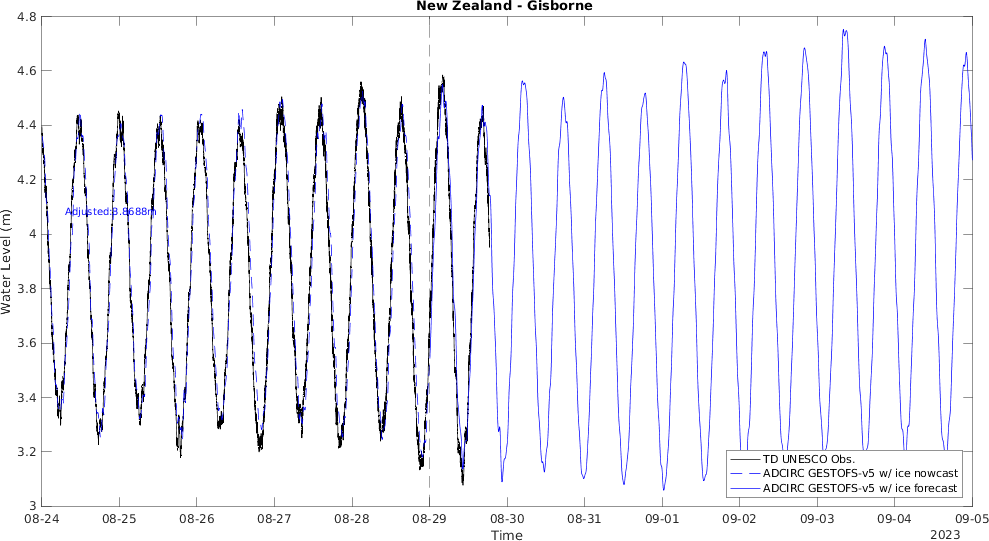 New Zealand - Gisborne
4.8
4.6
4.4
4.2
4
3.8
3.6
3.4
3.2
3
Water Level (m)
Adjusted:3.8688m
TD UNESCO Obs.
ADCIRC GESTOFS-v5 w/ ice nowcast
ADCIRC GESTOFS-v5 w/ ice forecast
08-24 08-25 08-26 08-27 08-28 08-29 08-30 08-31 09-01 09-02 09-03 09-04 09-05
Time
2023